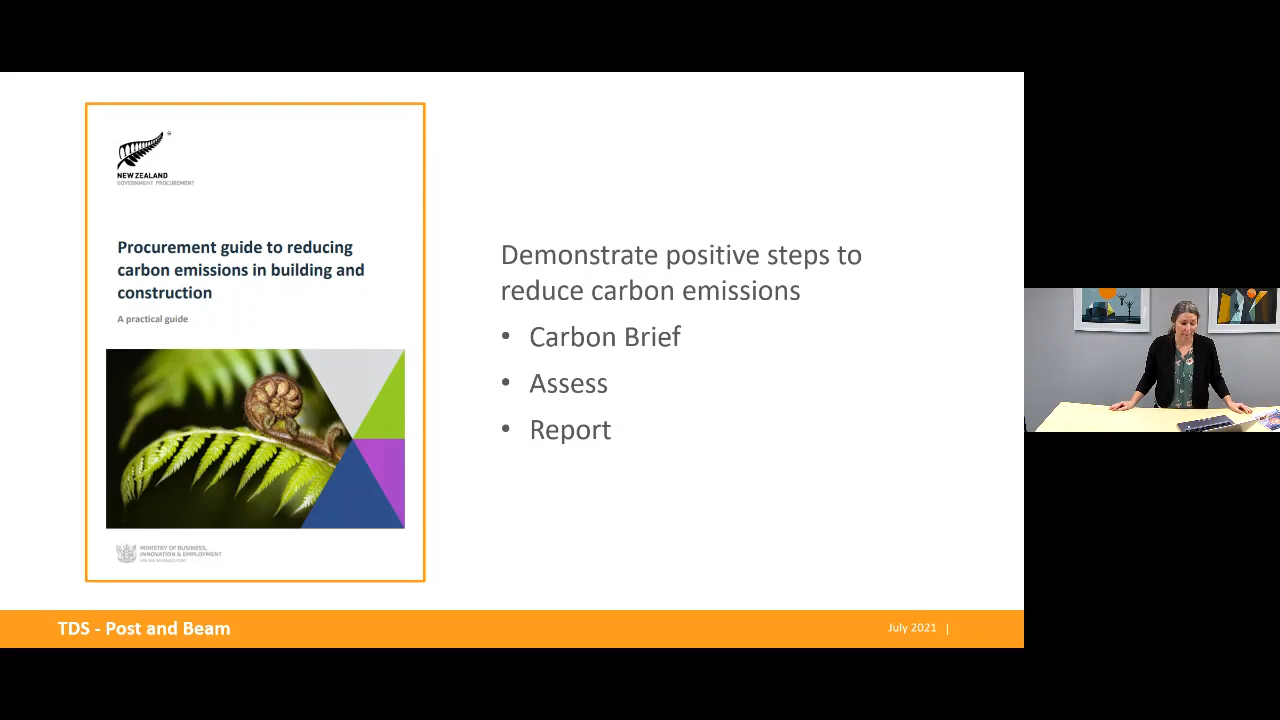 NEW ZEALAND
GOVERNMENT PROCUREMENT
Procurement guide to reducing
carbon emissions in building and
construction
A practical guide
MINISTRY OF BUSINESS,
INNOVATION & EMPLOYMENT
Demonstrate positive steps to
reduce carbon emissions
• Carbon Brief
• Assess
• Report
TDS - Post and Beam
July 2021 |